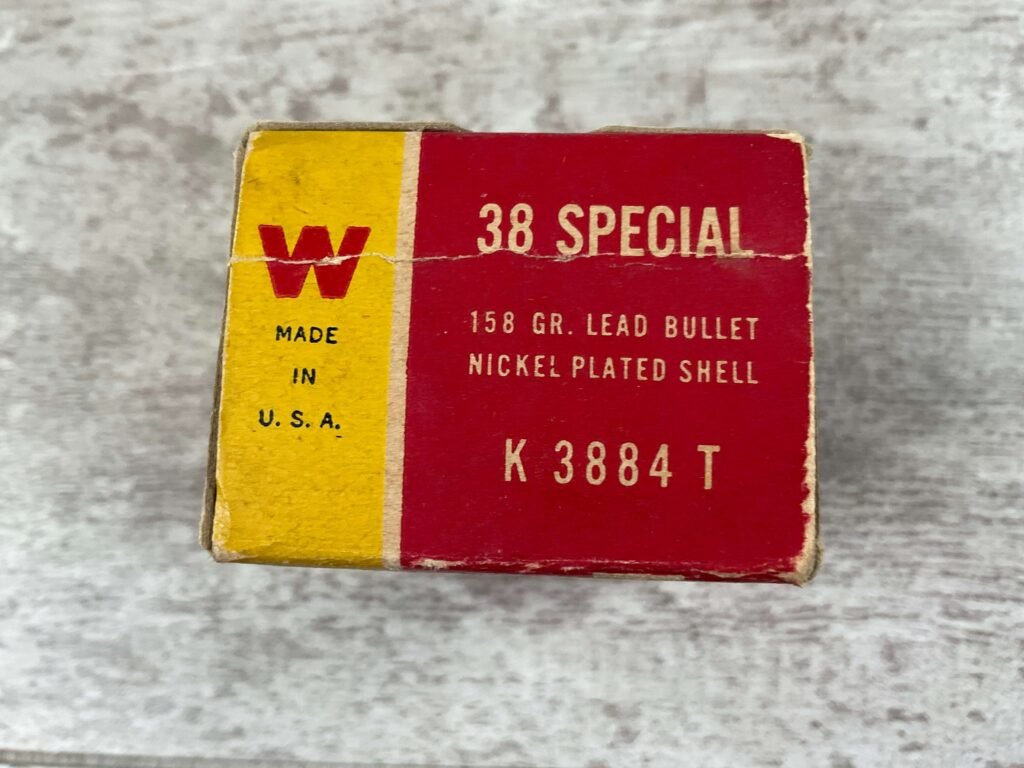 W
MADE
IN
U. S. A.
38 SPECIAL
158 GR. LEAD BULLET
NICKEL PLATED SHELL
K 3884 T